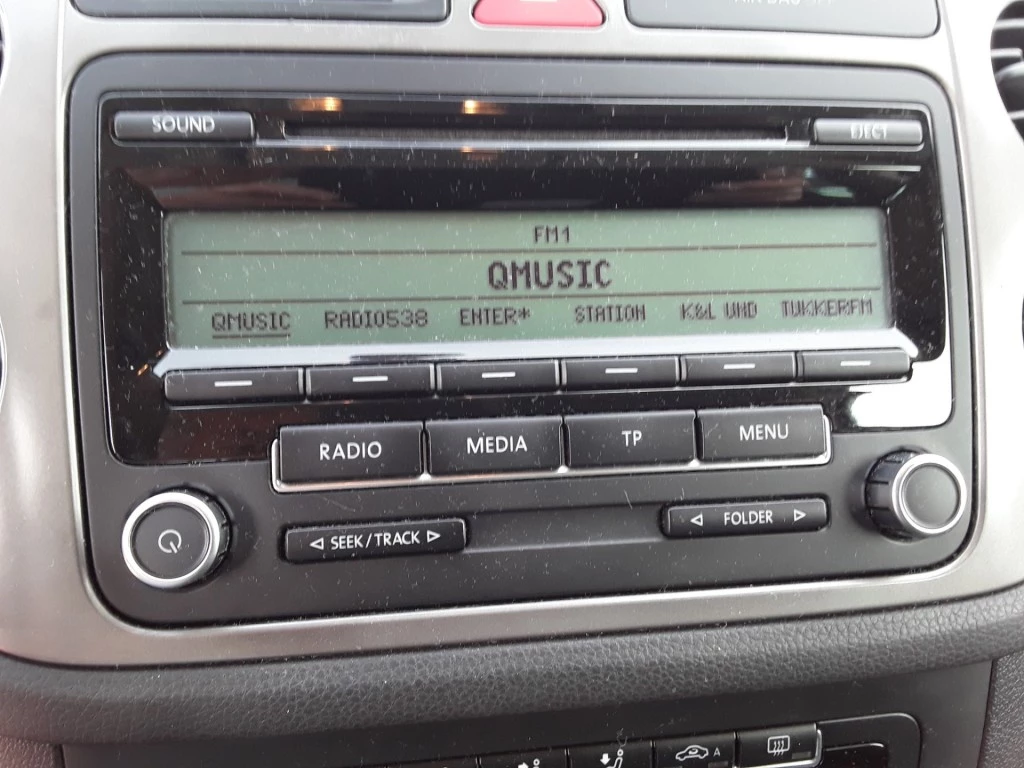 SOUND EJECT
FM1
QMUSIC
QMUSIC RADIO538 ENTER* STATION K&L UND TUKKERFM
RADIO MEDIA TP MENU
SEEK/TRACK FOLDER
A